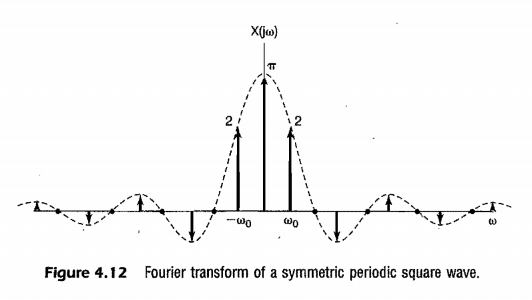 X(jω)
π
2 2
−ω₀ ω₀ ω
Figure 4.12 Fourier transform of a symmetric periodic square wave.